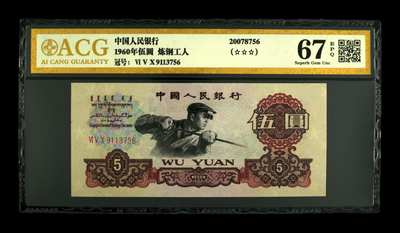 ACG
AI CANG GUARANTY
中国人民银行
1960年伍圆 炼钢工人
冠号: VI V X 9113756
20078756
(☆☆☆)
67 EPQ
Superb Gem Unc
中國人民銀行
VI V X 9113756
伍圆
5
WU YUAN
5